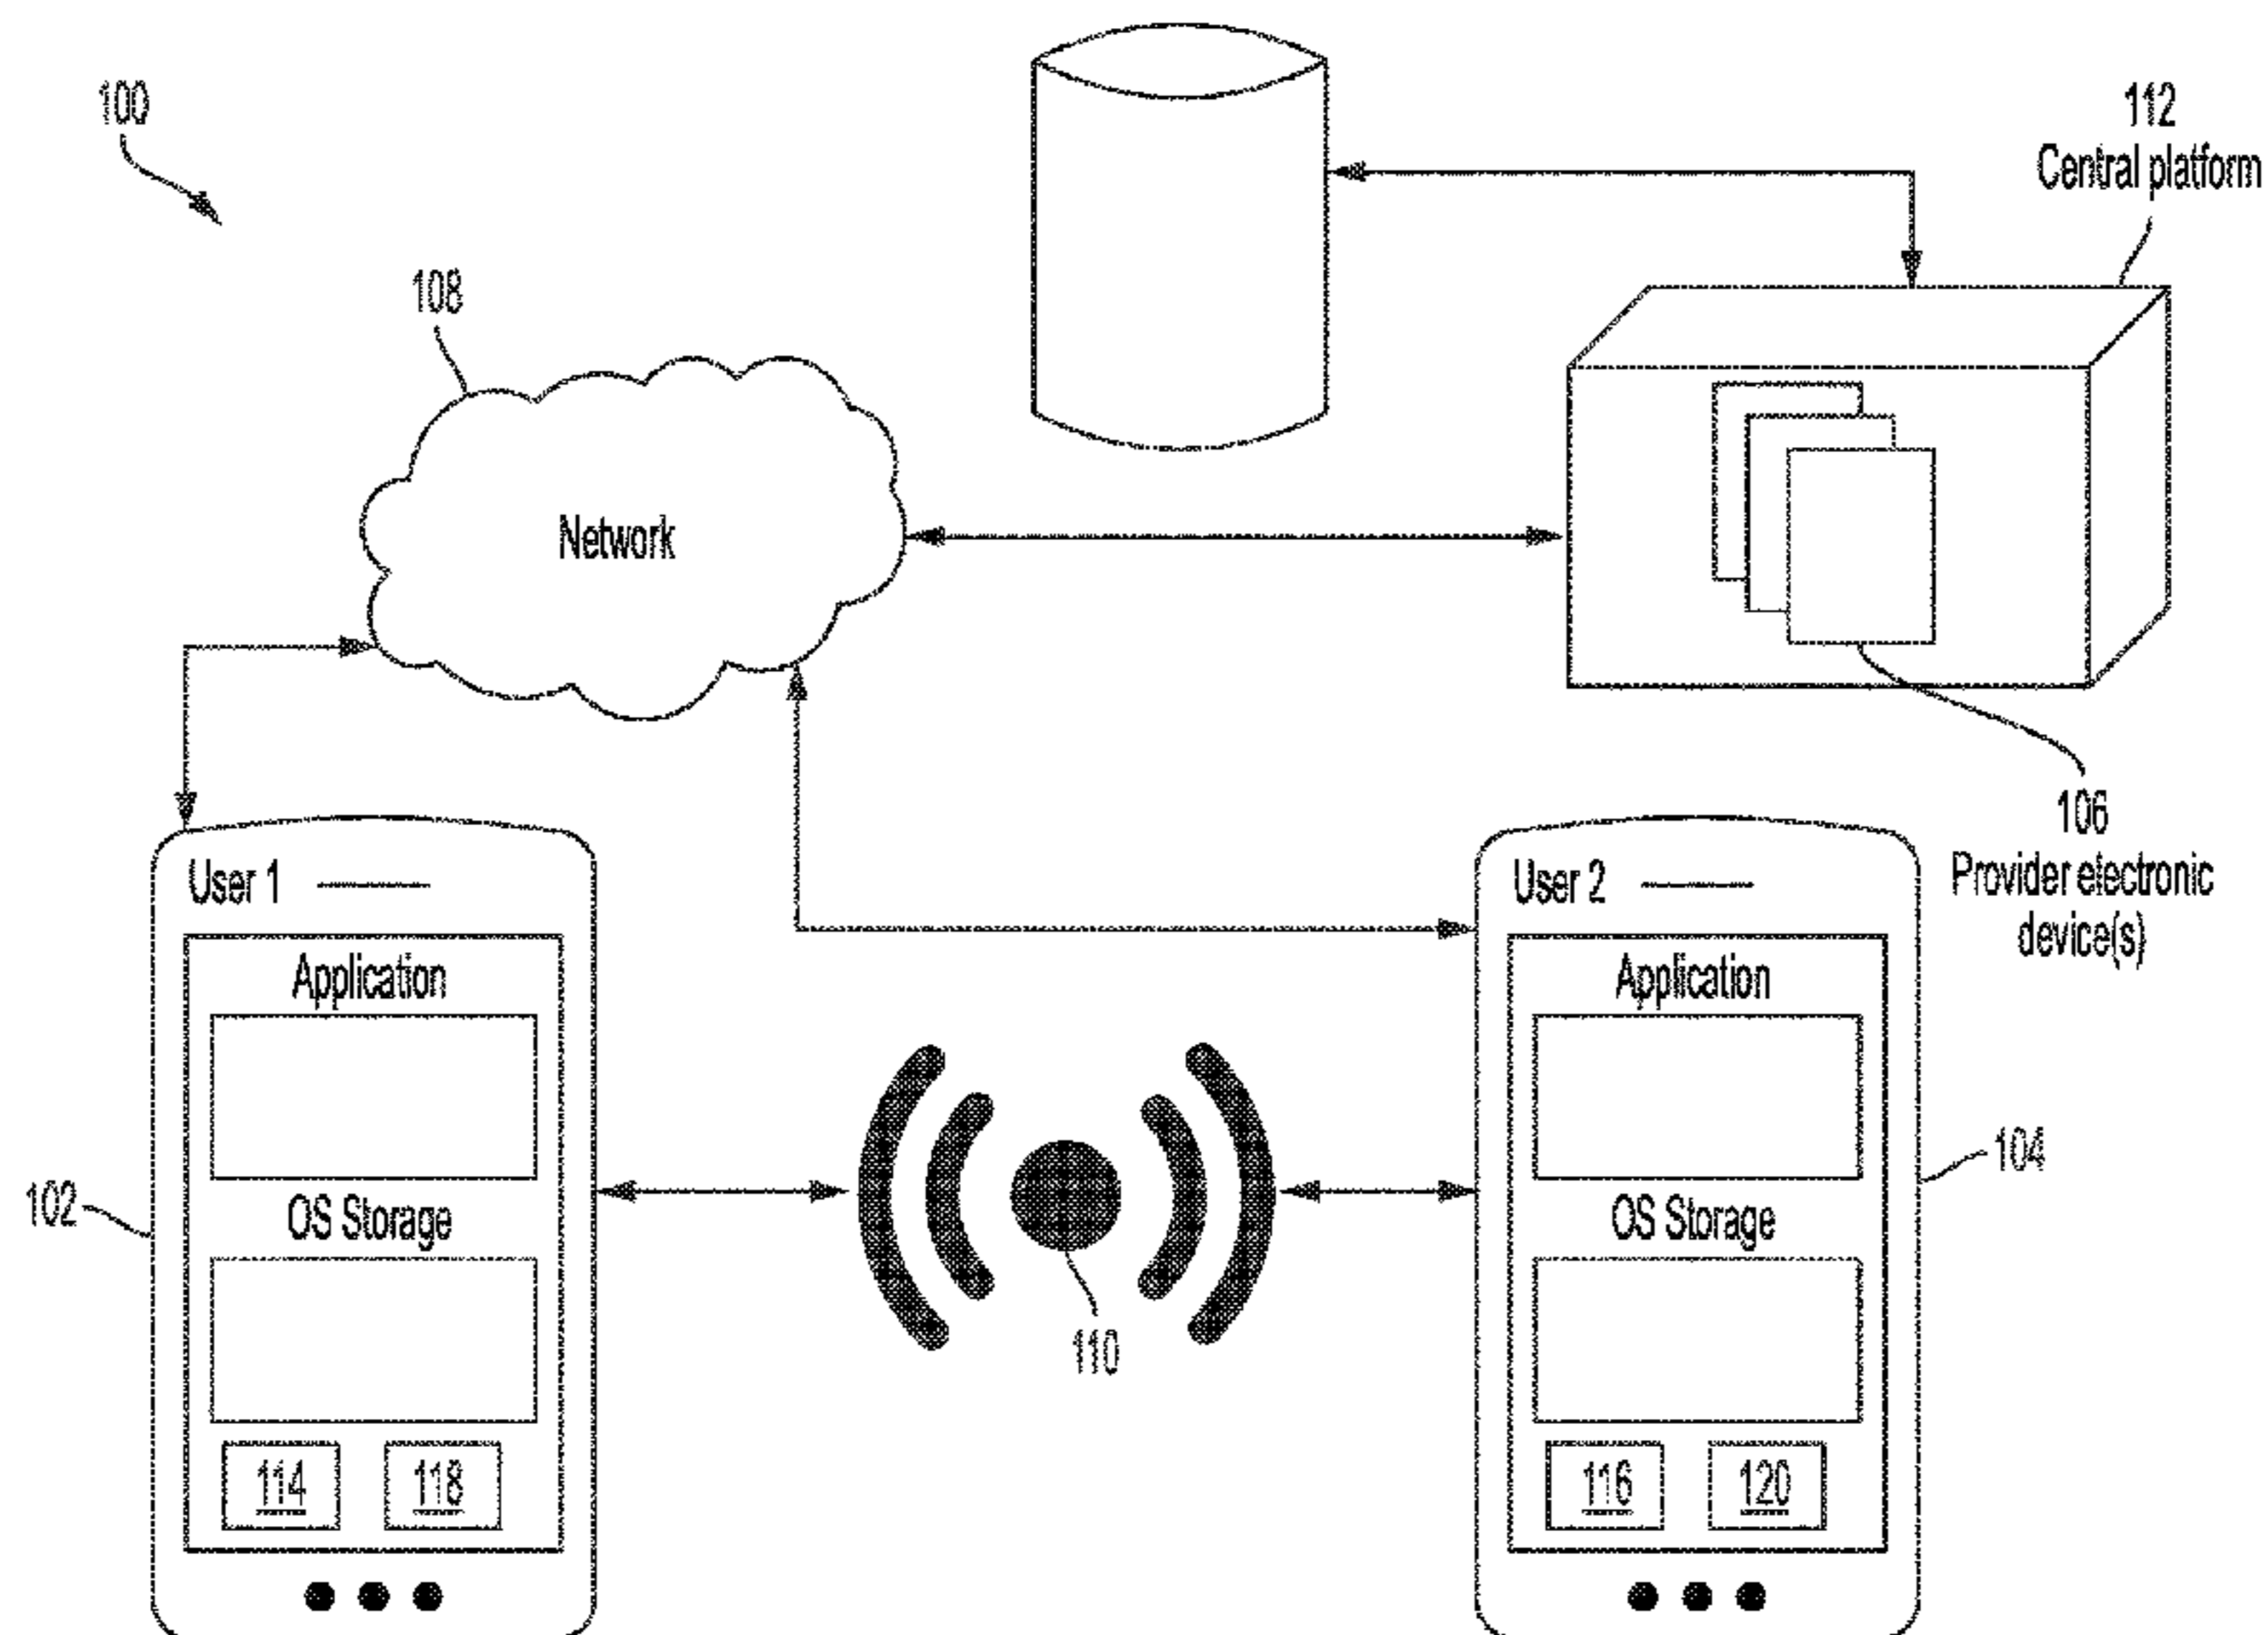 100
112
Central platform
108
Network
106
Provider electronic
device(s)
User 1
Application
OS Storage
114 118
102
110
User 2
Application
OS Storage
116 120
104